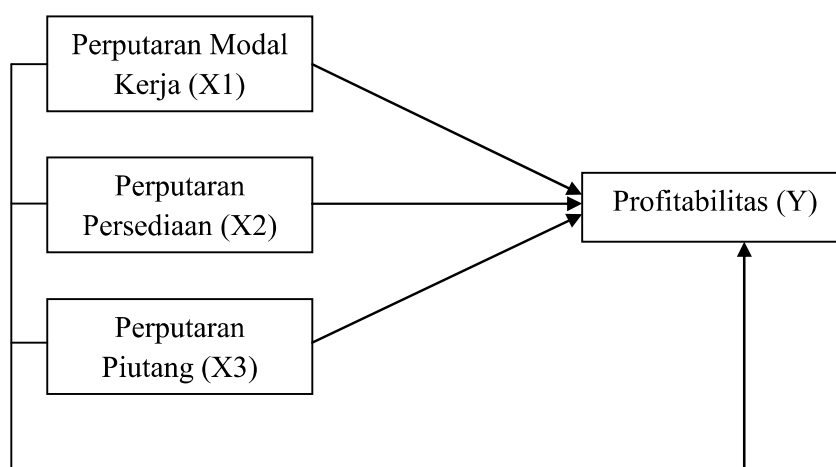 Perputaran Modal
Kerja (X1)
Perputaran
Persediaan (X2)
Profitabilitas (Y)
Perputaran
Piutang (X3)